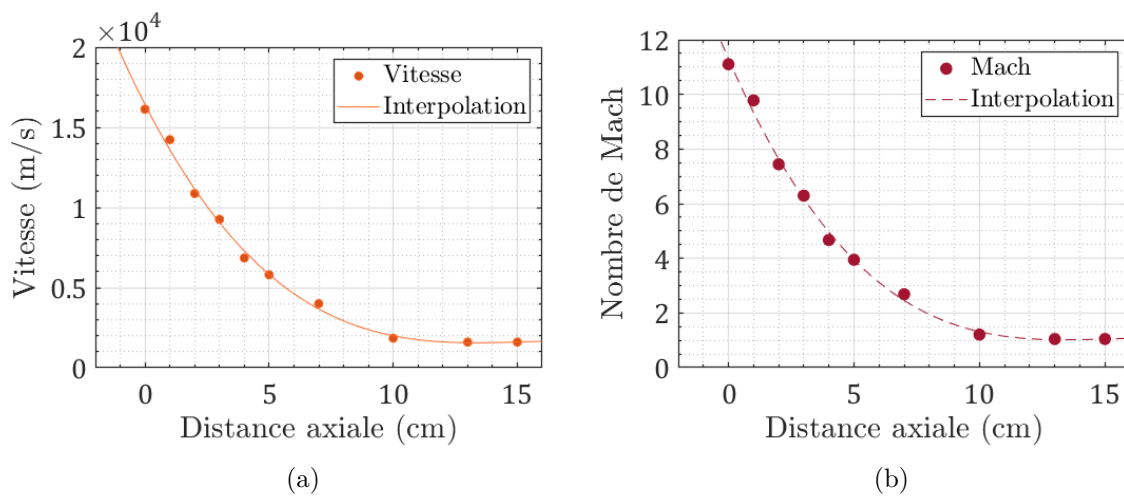 ×10⁴
2
1.5
1
0.5
0
Vitesse (m/s)
Vitesse
Interpolation
0
5
10
15
Distance axiale (cm)
(a)
12
10
8
6
4
2
0
Nombre de Mach
Mach
Interpolation
0
5
10
15
Distance axiale (cm)
(b)